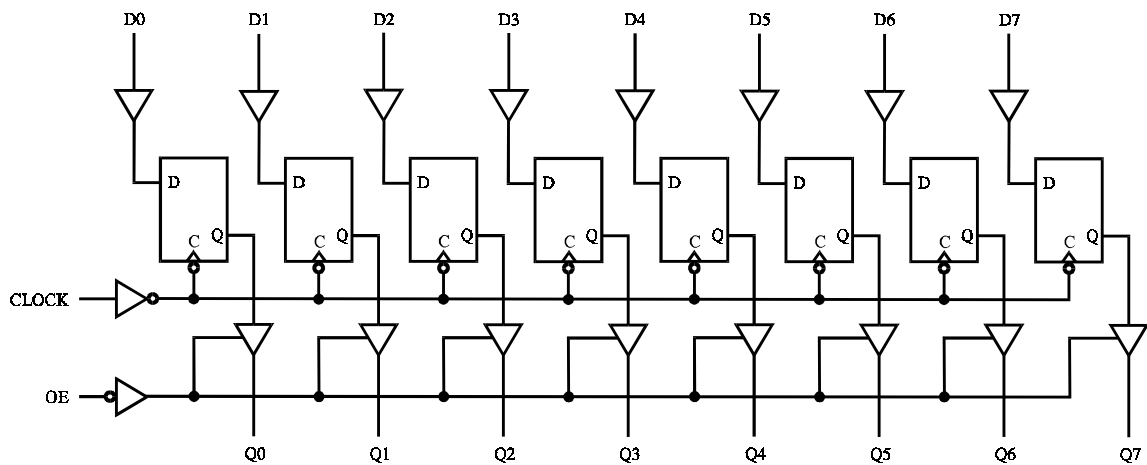 D0 D1 D2 D3 D4 D5 D6 D7
D D D D D D D D
Q Q Q Q Q Q Q Q
C C C C C C C C
CLOCK
OE
Q0 Q1 Q2 Q3 Q4 Q5 Q6 Q7